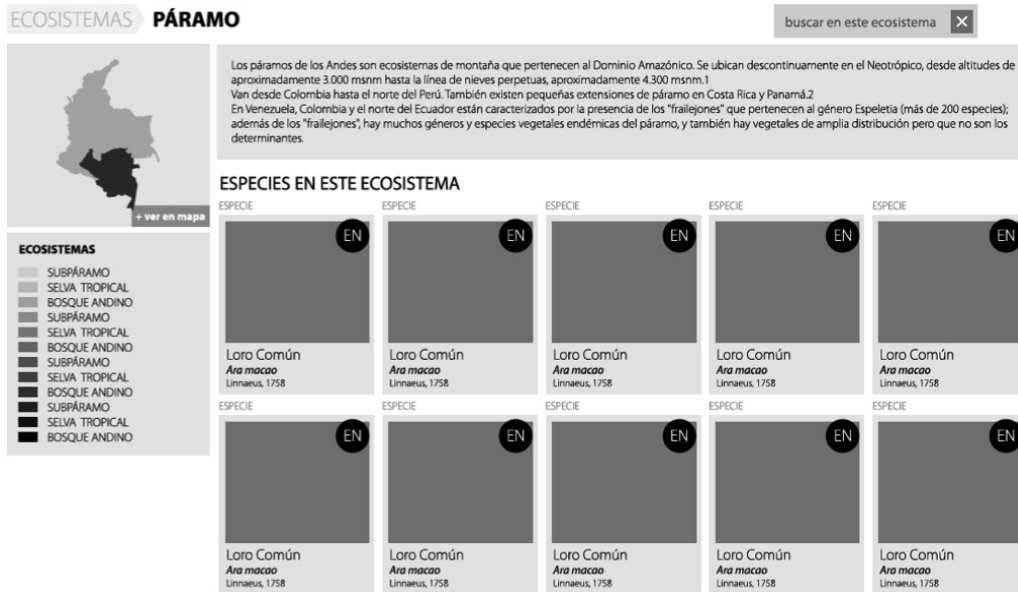 ECOSISTEMAS PÁRAMO
buscar en este ecosistema
Los páramos de los Andes son ecosistemas de montaña que pertenecen al Dominio Amazónico. Se ubican descontinuamente en el Neotrópico, desde altitudes de
aproximadamente 3.000 msnm hasta la línea de nieves perpetuas, aproximadamente 4.300 msnm.1
Van desde Colombia hasta el norte del Perú. También existen pequeñas extensiones de páramo en Costa Rica y Panamá.2
En Venezuela, Colombia y el norte del Ecuador están caracterizados por la presencia de los "frailejones" que pertenecen al género Espeletia (más de 200 especies);
además de los "frailejones", hay muchos géneros y especies vegetales endémicas del páramo, y también hay vegetales de amplia distribución pero que no son los
determinantes.
+ ver en mapa
ECOSISTEMAS
SUBPÁRAMO
SELVA TROPICAL
BOSQUE ANDINO
SUBPÁRAMO
SELVA TROPICAL
BOSQUE ANDINO
SUBPÁRAMO
SELVA TROPICAL
BOSQUE ANDINO
SUBPÁRAMO
SELVA TROPICAL
BOSQUE ANDINO
ESPECIES EN ESTE ECOSISTEMA
ESPECIE ESPECIE ESPECIE ESPECIE ESPECIE
EN EN EN EN EN
Loro Común Loro Común Loro Común Loro Común Loro Común
Ara macao Ara macao Ara macao Ara macao Ara macao
Linnaeus, 1758 Linnaeus, 1758 Linnaeus, 1758 Linnaeus, 1758 Linnaeus, 1758
ESPECIE ESPECIE ESPECIE ESPECIE ESPECIE
EN EN EN EN EN
Loro Común Loro Común Loro Común Loro Común Loro Común
Ara macao Ara macao Ara macao Ara macao Ara macao
Linnaeus, 1758 Linnaeus, 1758 Linnaeus, 1758 Linnaeus, 1758 Linnaeus, 1758